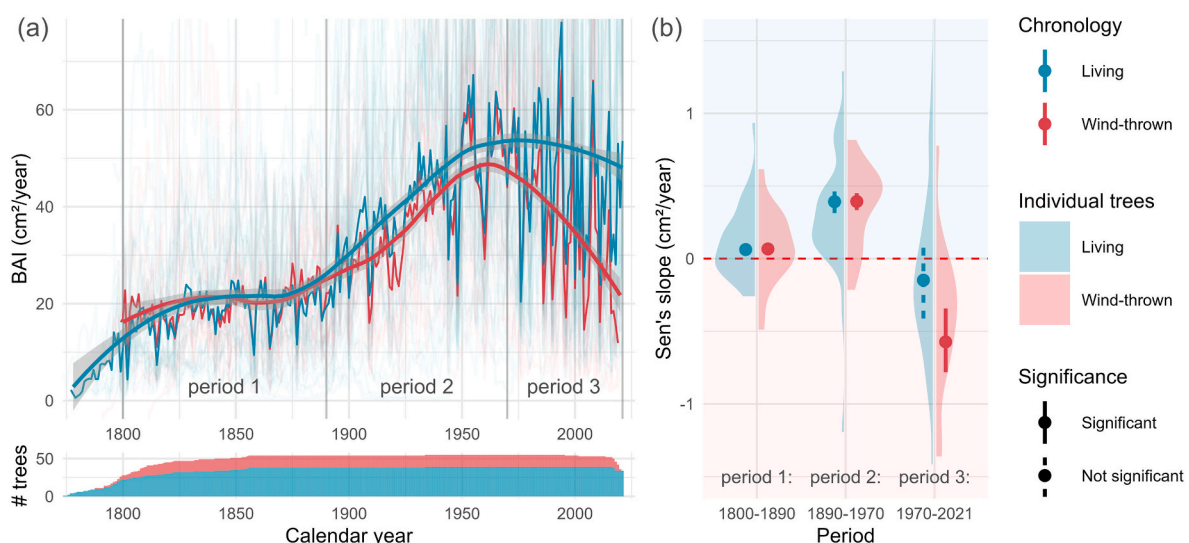 (a)
BAI (cm²/year)
60
40
20
0
period 1
period 2
period 3
1800
1850
1900
1950
2000
# trees
50
0
1800
1850
1900
1950
2000
Calendar year
(b)
Sen's slope (cm²/year)
1
0
-1
period 1:
period 2:
period 3:
1800-1890
1890-1970
1970-2021
Period
Chronology
Living
Wind-thrown
Individual trees
Living
Wind-thrown
Significance
Significant
Not significant